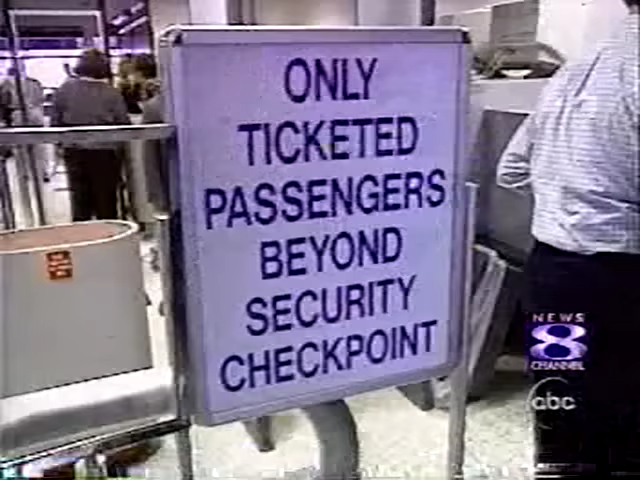 ONLY
TICKETED
PASSENGERS
BEYOND
SECURITY
CHECKPOINT
NEWS
8
CHANNEL
abc